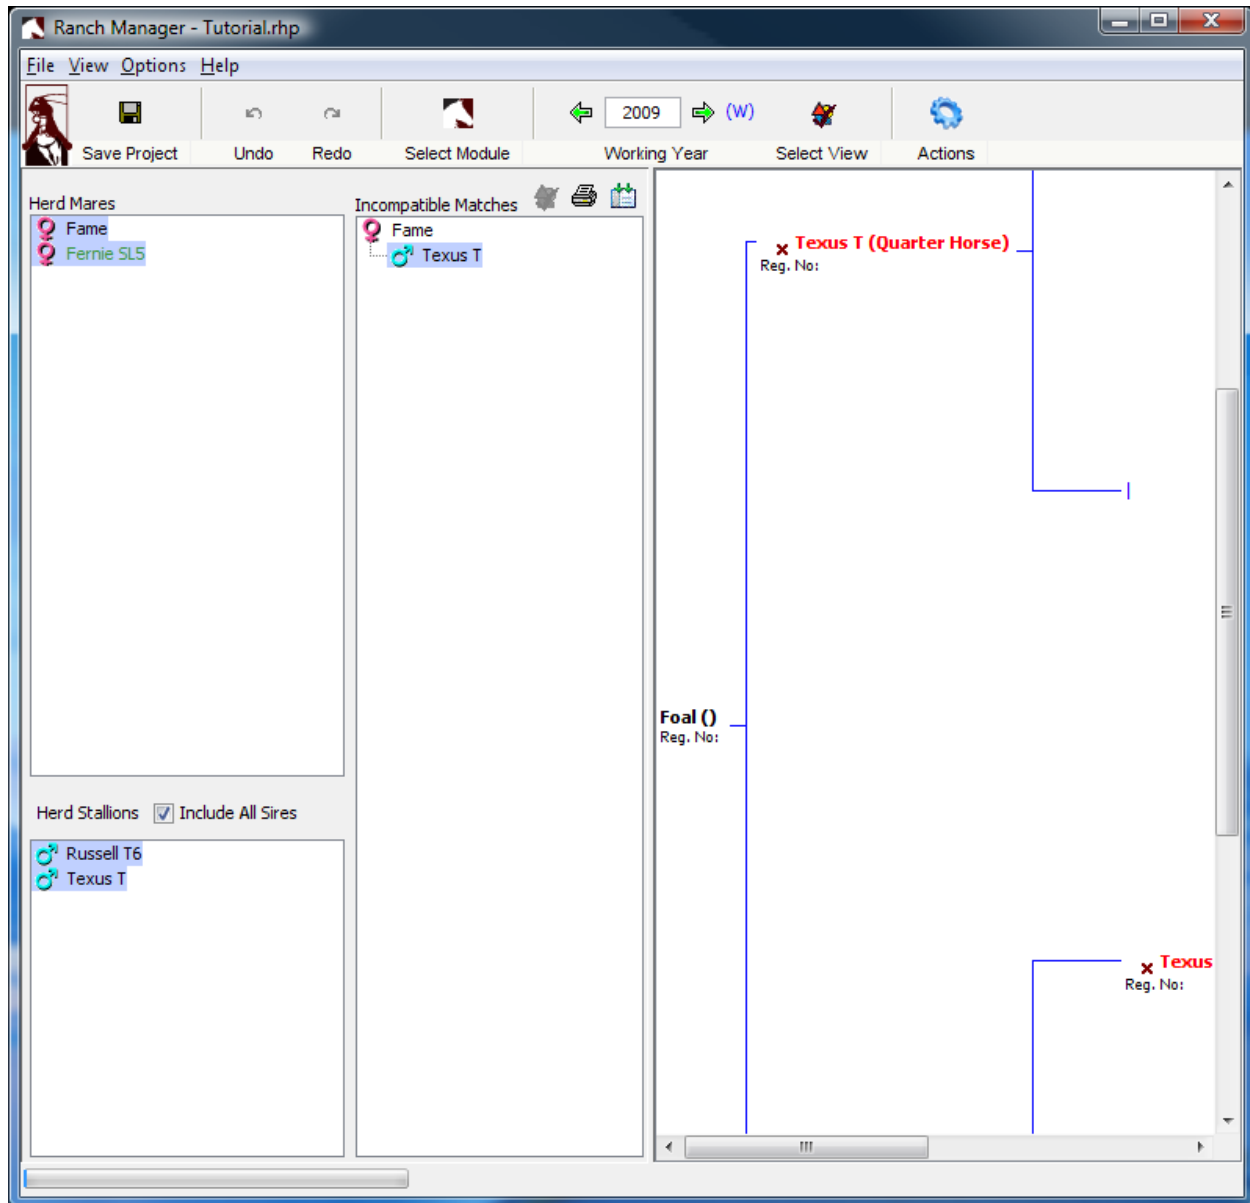 Ranch Manager - Tutorial.rhp
File View Options Help
2009 (W)
Save Project Undo Redo Select Module Working Year Select View Actions
Herd Mares
Fame
Fernie SL5
Herd Stallions Include All Sires
Russell T6
Texus T
Incompatible Matches
Fame
Texus T
Texus T (Quarter Horse)
Reg. No:
Foal ()
Reg. No:
Texus
Reg. No: